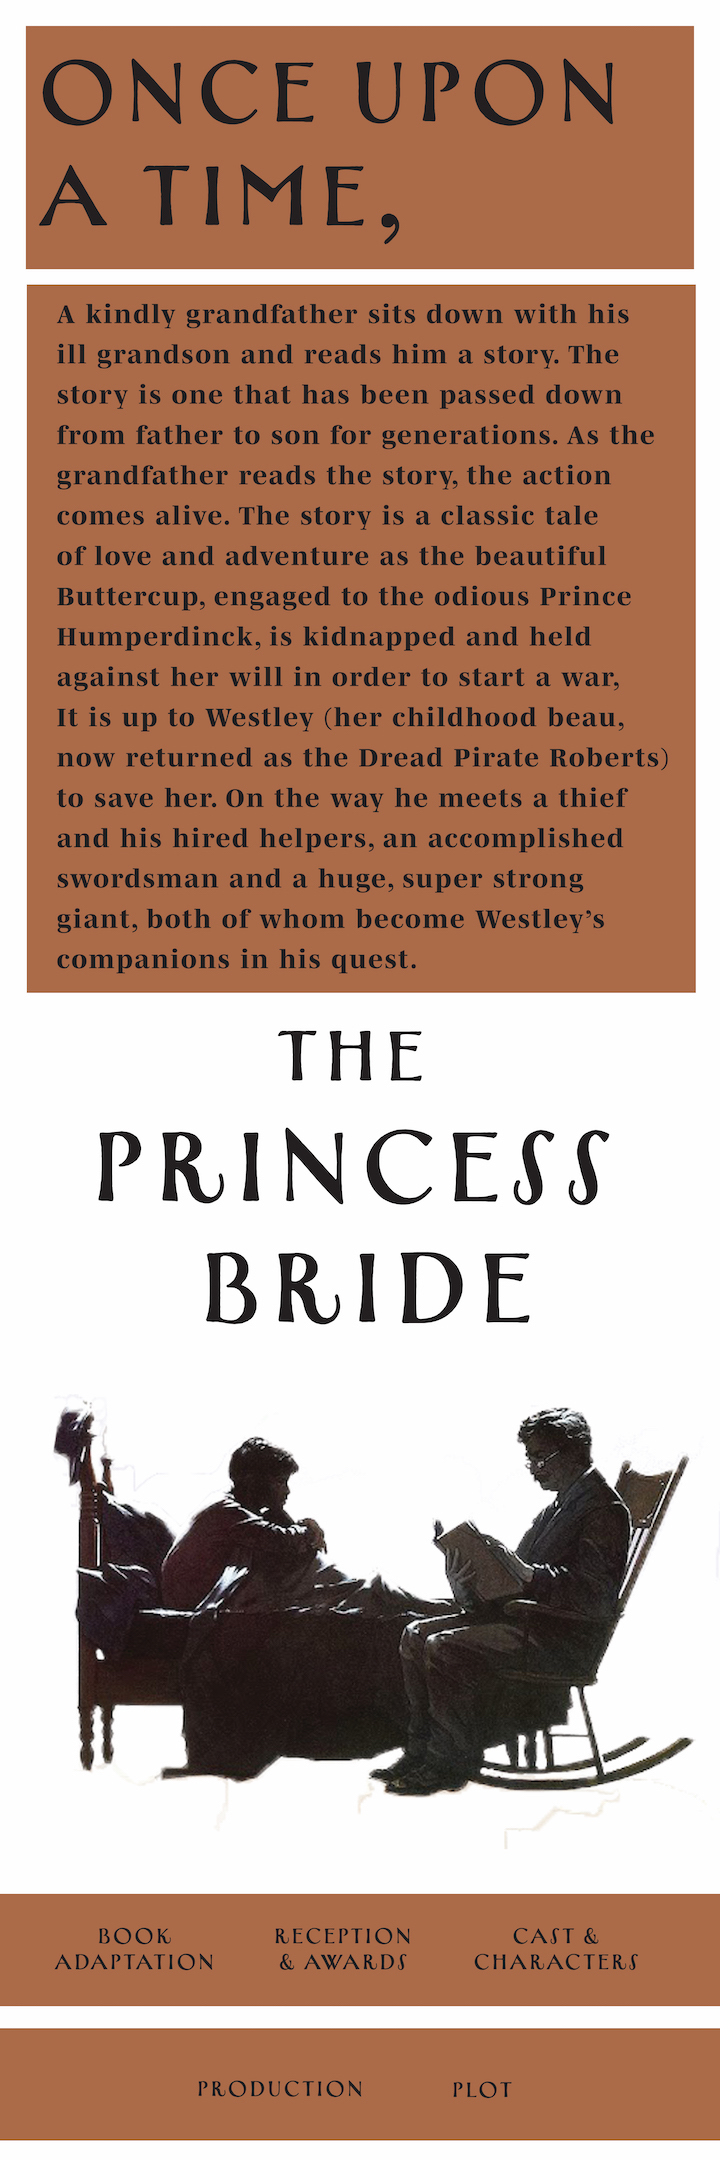 ONCE UPON
A TIME,
A kindly grandfather sits down with his
ill grandson and reads him a story. The
story is one that has been passed down
from father to son for generations. As the
grandfather reads the story, the action
comes alive. The story is a classic tale
of love and adventure as the beautiful
Buttercup, engaged to the odious Prince
Humperdinck, is kidnapped and held
against her will in order to start a war,
It is up to Westley (her childhood beau,
now returned as the Dread Pirate Roberts)
to save her. On the way he meets a thief
and his hired helpers, an accomplished
swordsman and a huge, super strong
giant, both of whom become Westley's
companions in his quest.
THE
PRINCESS
BRIDE
BOOK
ADAPTATION
RECEPTION
& AWARDS
CAST &
CHARACTERS
PRODUCTION
PLOT